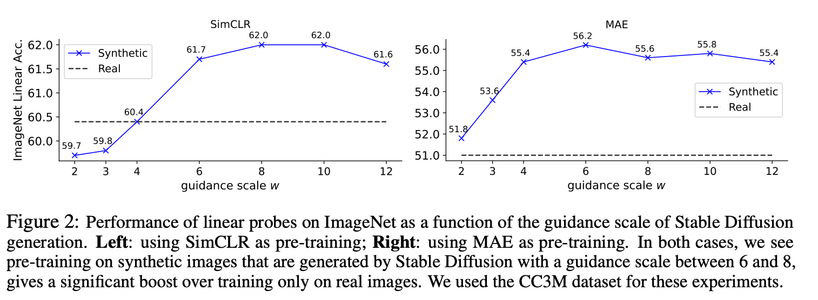 SimCLR
ImageNet Linear Acc.
62.0
61.5
61.0
60.5
60.0
Synthetic
Real
59.7
59.8
60.4
61.7
62.0
62.0
61.6
2 3 4 6 8 10 12
guidance scale w
MAE
56.0
55.0
54.0
53.0
52.0
51.0
51.8
53.6
55.4
56.2
55.6
55.8
55.4
Synthetic
Real
2 3 4 6 8 10 12
guidance scale w
Figure 2: Performance of linear probes on ImageNet as a function of the guidance scale of Stable Diffusion
generation. Left: using SimCLR as pre-training; Right: using MAE as pre-training. In both cases, we see
pre-training on synthetic images that are generated by Stable Diffusion with a guidance scale between 6 and 8,
gives a significant boost over training only on real images. We used the CC3M dataset for these experiments.